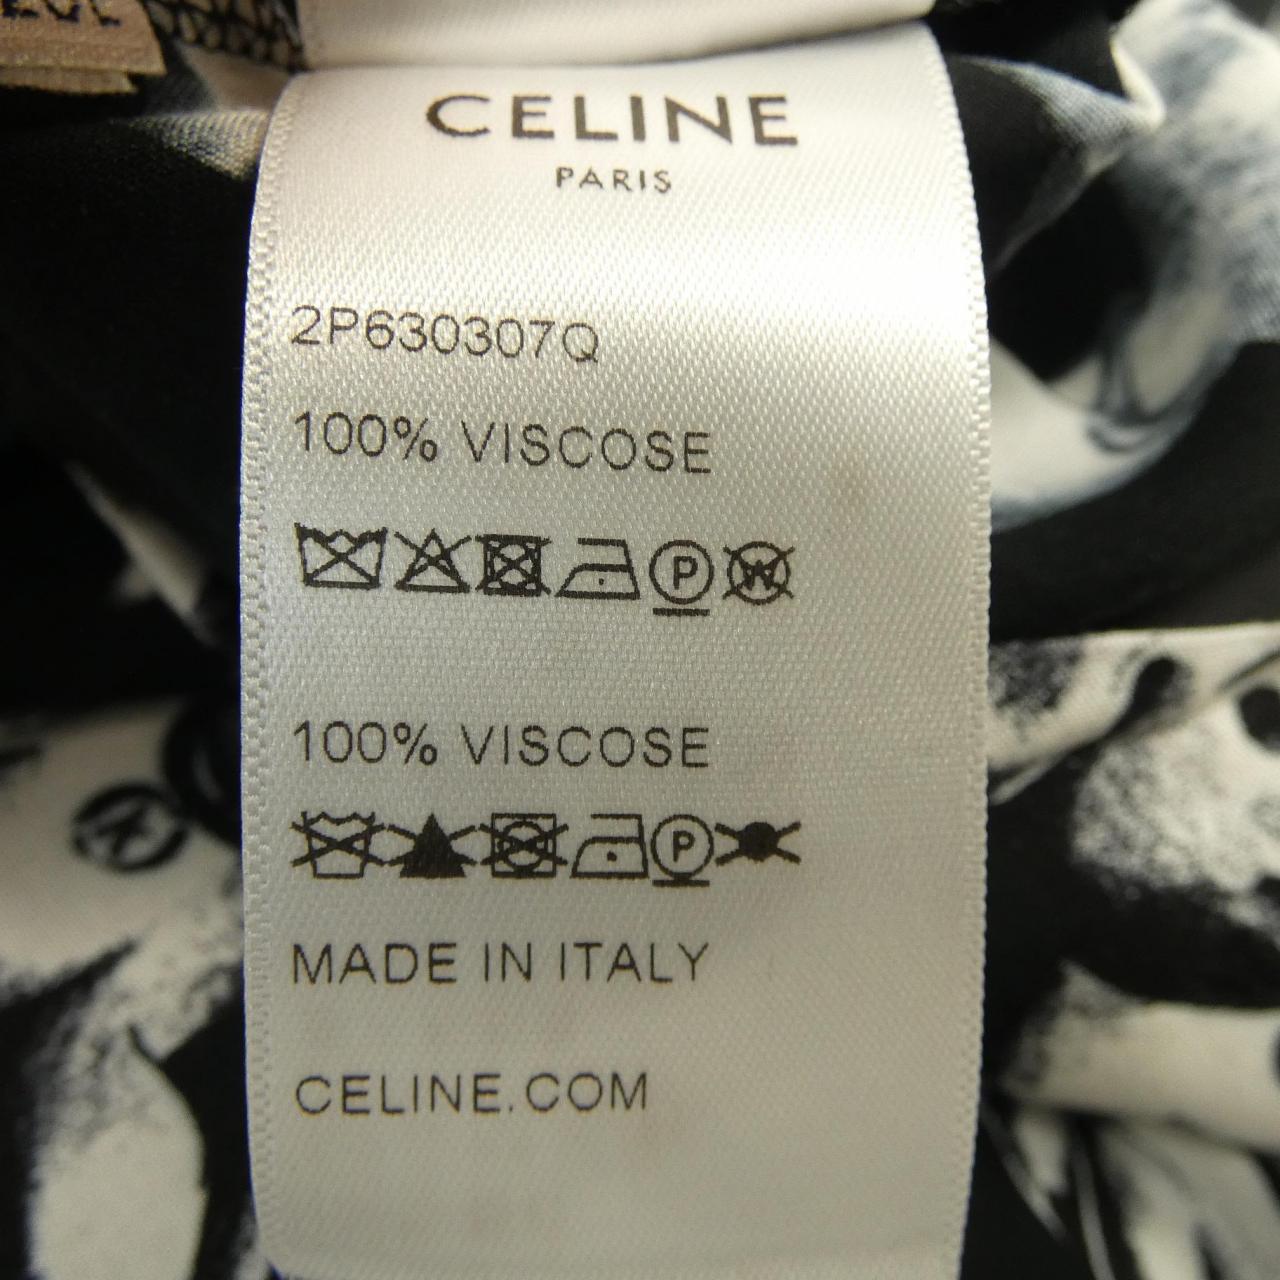 CELINE
PARIS
2P630307Q
100% VISCOSE
P W
100% VISCOSE
P
MADE IN ITALY
CELINE.COM